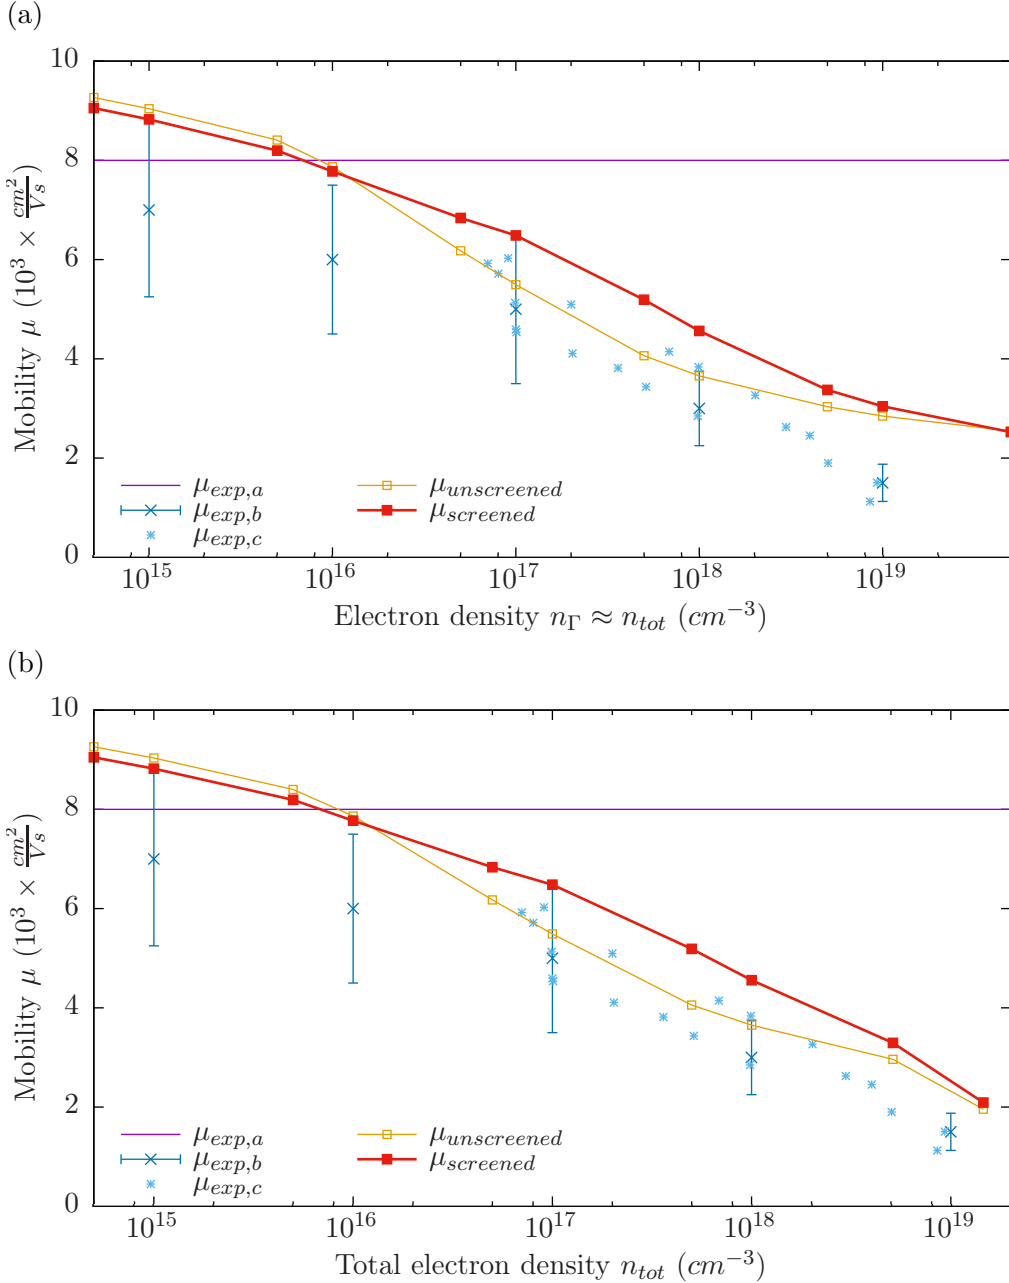 (a)
10
8
6
4
2
0
Mobility μ (10³ × cm²/Vs)
μexp,a
μexp,b
μexp,c
μunscreened
μscreened
10¹⁵ 10¹⁶ 10¹⁷ 10¹⁸ 10¹⁹
Electron density nΓ ≈ ntot (cm⁻³)
(b)
10
8
6
4
2
0
Mobility μ (10³ × cm²/Vs)
μexp,a
μexp,b
μexp,c
μunscreened
μscreened
10¹⁵ 10¹⁶ 10¹⁷ 10¹⁸ 10¹⁹
Total electron density ntot (cm⁻³)